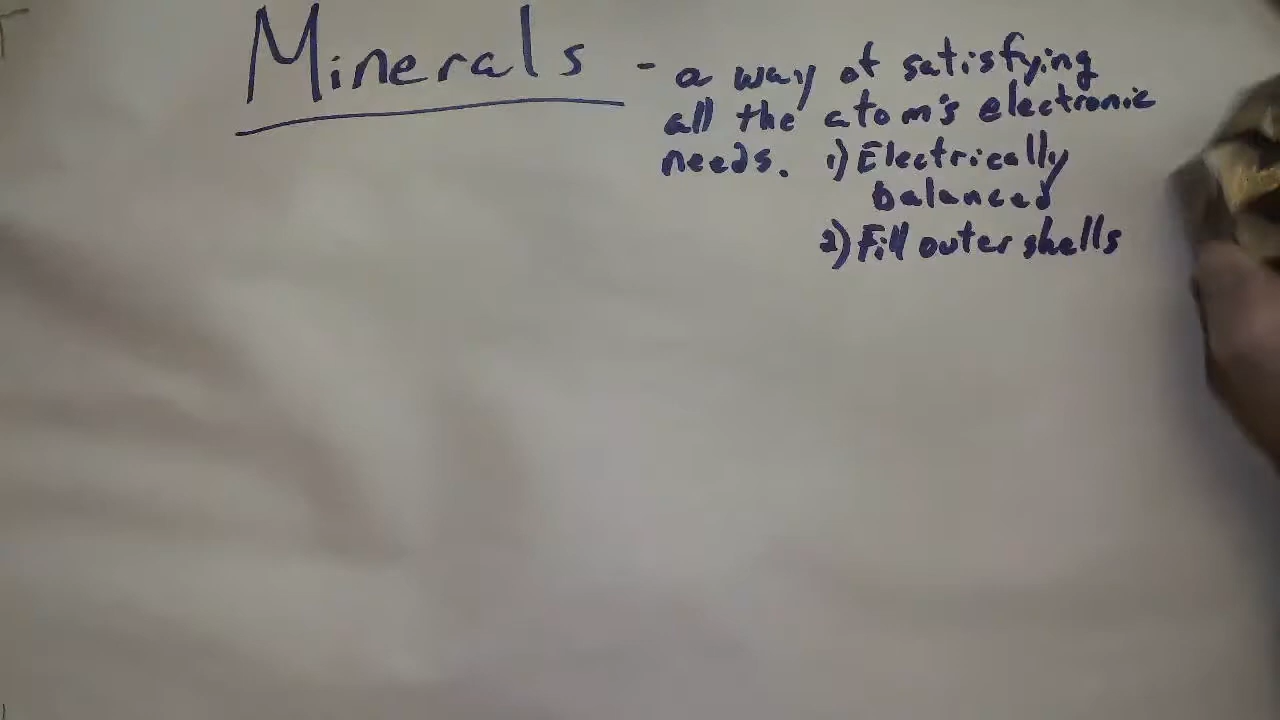 Minerals - a way of satisfying
all the atom's electronic
needs. 1) Electrically
balanced
2) Fill outer shells